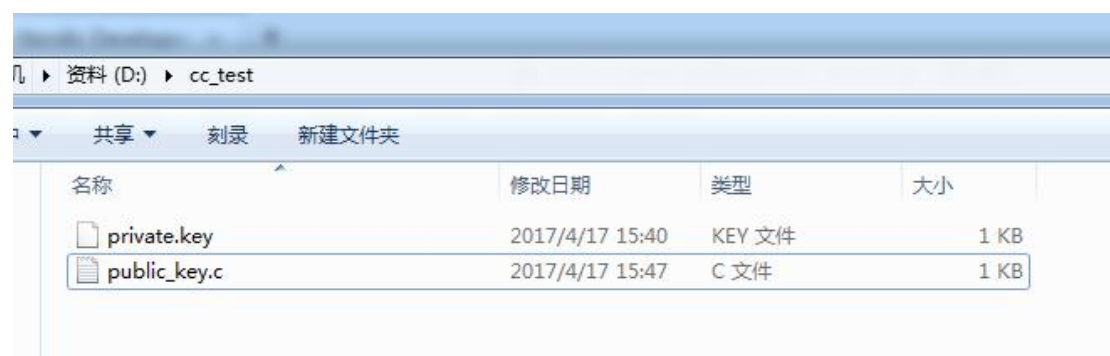 资料 (D:) cc_test
共享 刻录 新建文件夹
名称 修改日期 类型 大小
private.key 2017/4/17 15:40 KEY 文件 1 KB
public_key.c 2017/4/17 15:47 C 文件 1 KB